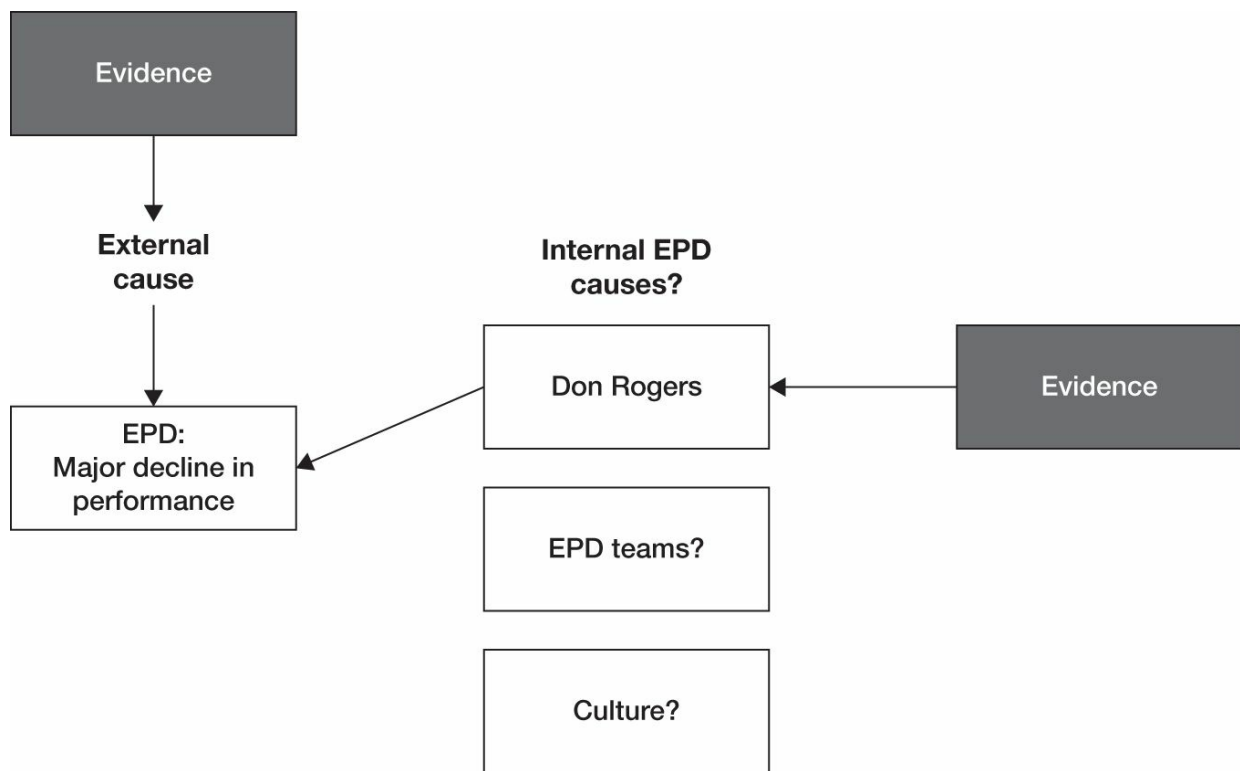 Evidence
External
cause
Internal EPD
causes?
Don Rogers
Evidence
EPD:
Major decline in
performance
EPD teams?
Culture?